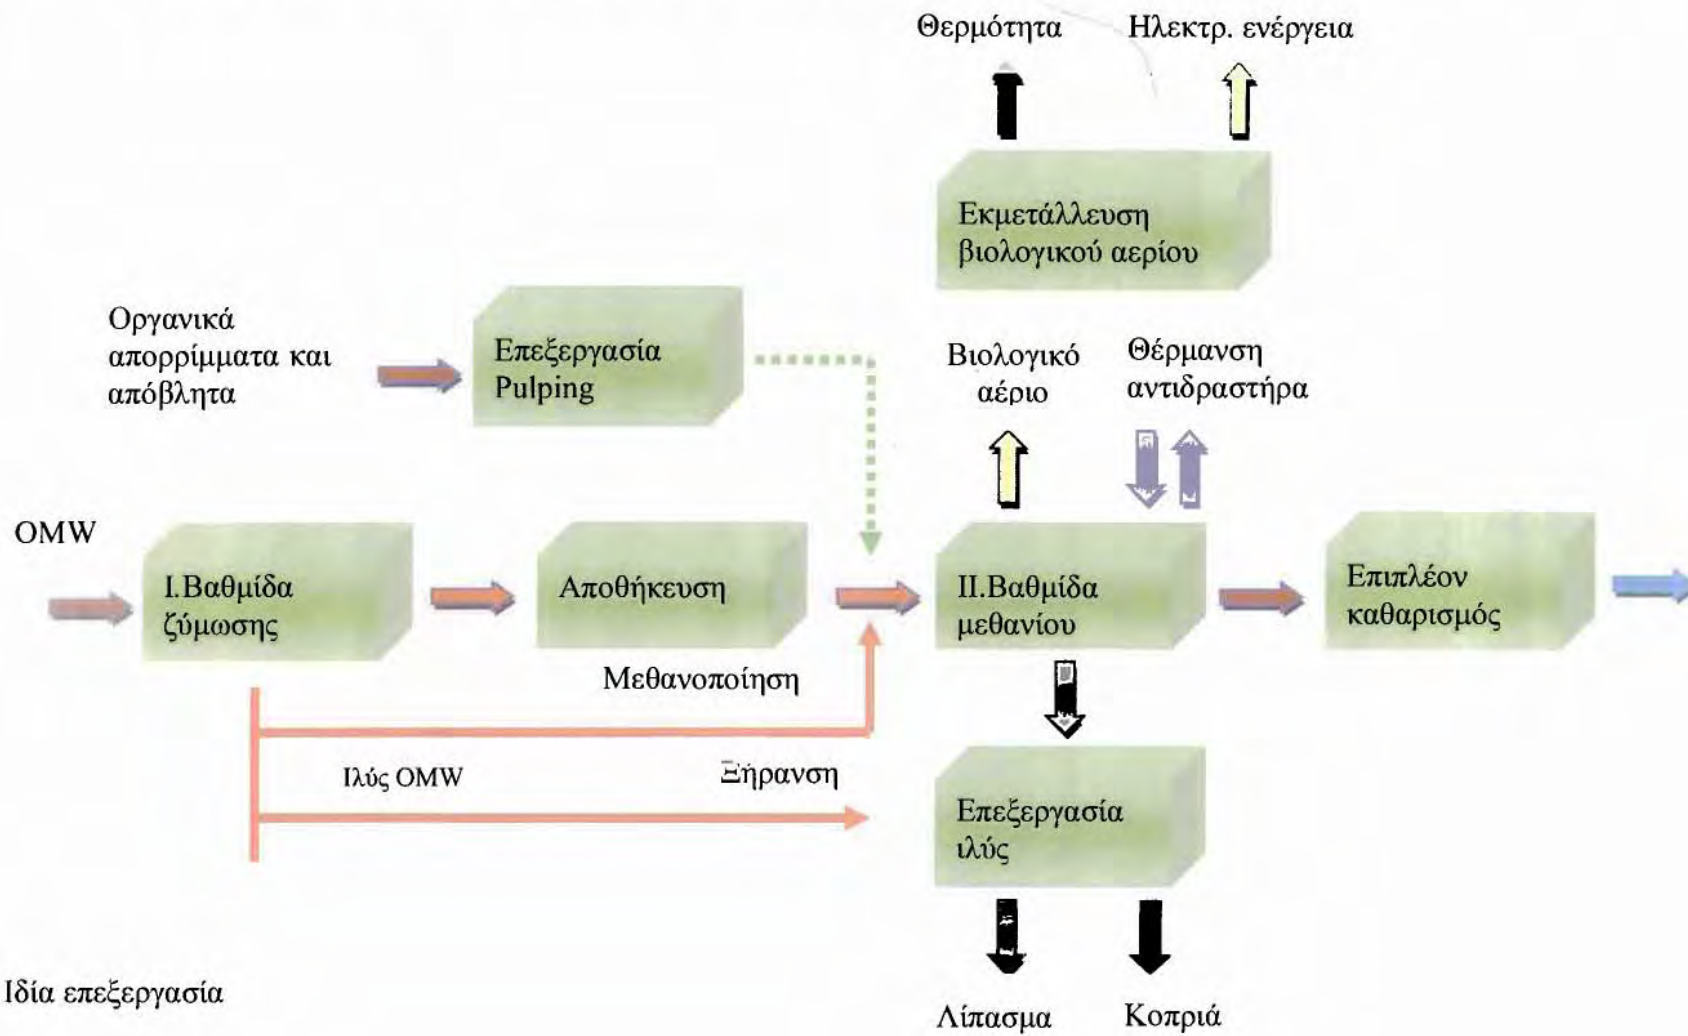 Θερμότητα
Ηλεκτρ. ενέργεια
Εκμετάλλευση
βιολογικού αερίου
Οργανικά
απορρίμματα και
απόβλητα
Επεξεργασία
Pulping
Βιολογικό
αέριο
Θέρμανση
αντιδραστήρα
OMW
Ι.Βαθμίδα
ζύμωσης
Αποθήκευση
ΙΙ.Βαθμίδα
μεθανίου
Επιπλέον
καθαρισμός
Μεθανοποίηση
Ιλύς OMW
Ξήρανση
Επεξεργασία
ιλύς
Λίπασμα
Κοπριά
Ιδία επεξεργασία